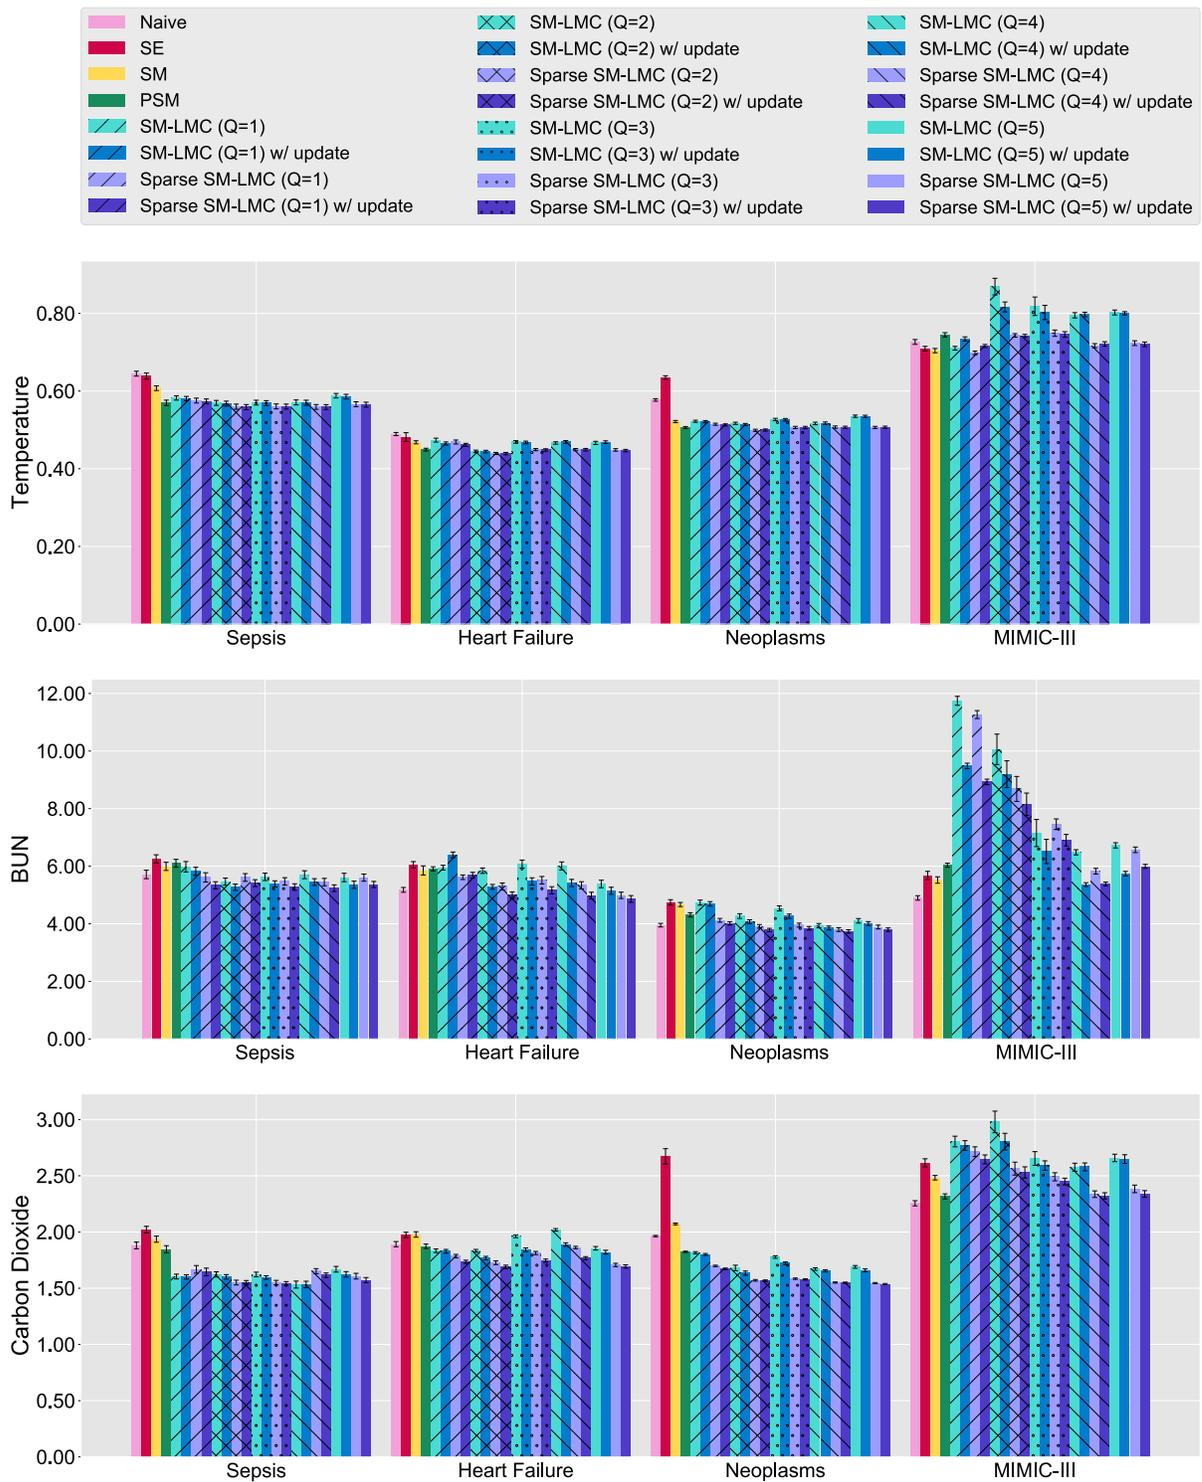 Naive
SE
SM
PSM
SM-LMC (Q=1)
SM-LMC (Q=1) w/ update
Sparse SM-LMC (Q=1)
Sparse SM-LMC (Q=1) w/ update
SM-LMC (Q=2)
SM-LMC (Q=2) w/ update
Sparse SM-LMC (Q=2)
Sparse SM-LMC (Q=2) w/ update
SM-LMC (Q=3)
SM-LMC (Q=3) w/ update
Sparse SM-LMC (Q=3)
Sparse SM-LMC (Q=3) w/ update
SM-LMC (Q=4)
SM-LMC (Q=4) w/ update
Sparse SM-LMC (Q=4)
Sparse SM-LMC (Q=4) w/ update
SM-LMC (Q=5)
SM-LMC (Q=5) w/ update
Sparse SM-LMC (Q=5)
Sparse SM-LMC (Q=5) w/ update
Temperature
0.80
0.60
0.40
0.20
0.00
Sepsis Heart Failure Neoplasms MIMIC-III
BUN
12.00
10.00
8.00
6.00
4.00
2.00
0.00
Sepsis Heart Failure Neoplasms MIMIC-III
Carbon Dioxide
3.00
2.50
2.00
1.50
1.00
0.50
0.00
Sepsis Heart Failure Neoplasms MIMIC-III